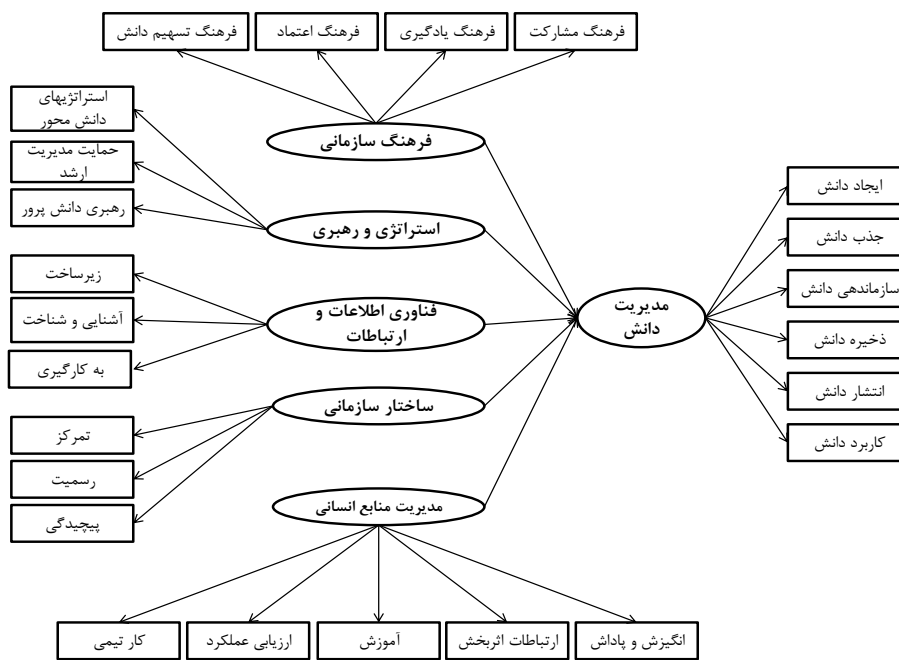 فرهنگ مشارکت
فرهنگ یادگیری
فرهنگ اعتماد
فرهنگ تسهیم دانش
فرهنگ سازمانی
استراتژیهای
دانش محور
حمایت مدیریت
ارشد
رهبری دانش پرور
استراتژی و رهبری
زیرساخت
آشنایی و شناخت
به کارگیری
فناوری اطلاعات و
ارتباطات
تمرکز
رسمیت
پیچیدگی
ساختار سازمانی
مدیریت منابع انسانی
انگیزش و پاداش
ارتباطات اثربخش
آموزش
ارزیابی عملکرد
کار تیمی
مدیریت
دانش
ایجاد دانش
جذب دانش
سازماندهی دانش
ذخیره دانش
انتشار دانش
کاربرد دانش